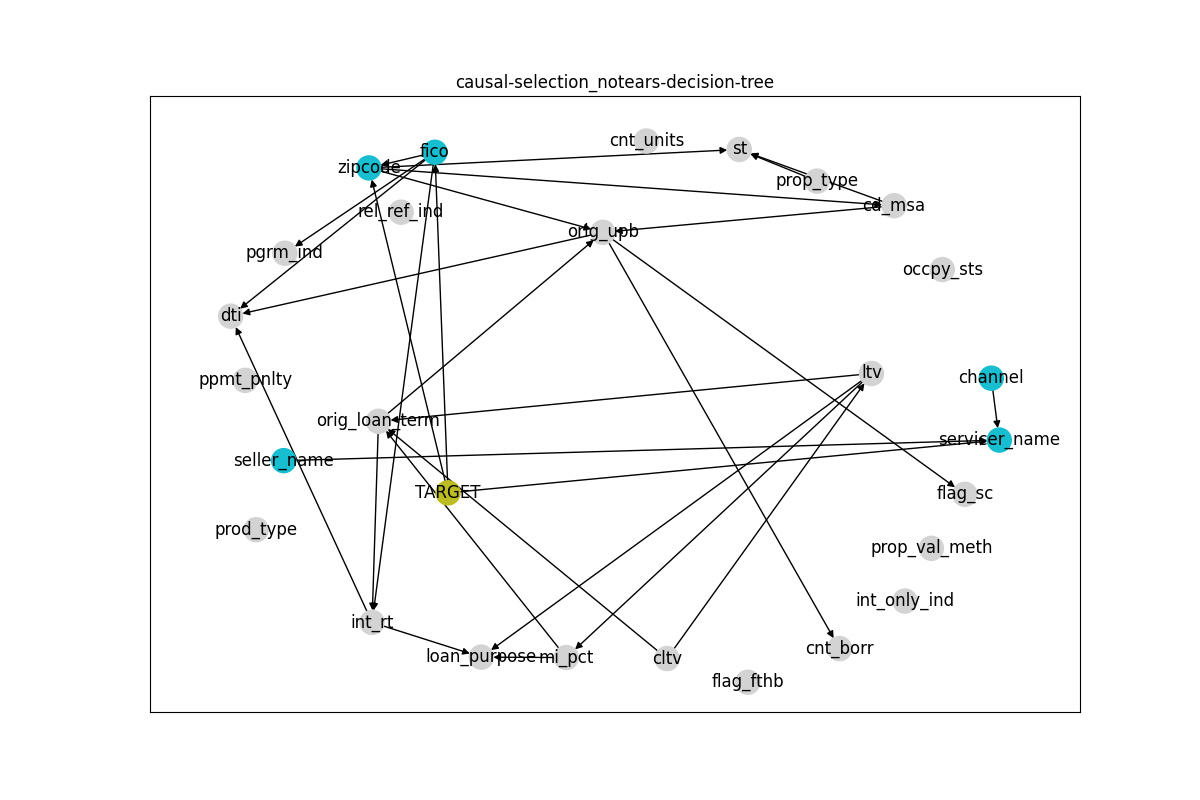 causal-selection_notears-decision-tree
cnt_units
st
fico
zipcode
prop_type
rel_ref_ind
cd_msa
orig_upb
pgrm_ind
occpy_sts
dti
ltv
channel
ppmt_pnlty
orig_loan_term
serviser_name
seller_name
TARGET
flag_sc
prod_type
prop_val_meth
int_only_ind
int_rt
cnt_borr
loan_purpose
mi_pct
cltv
flag_fthb